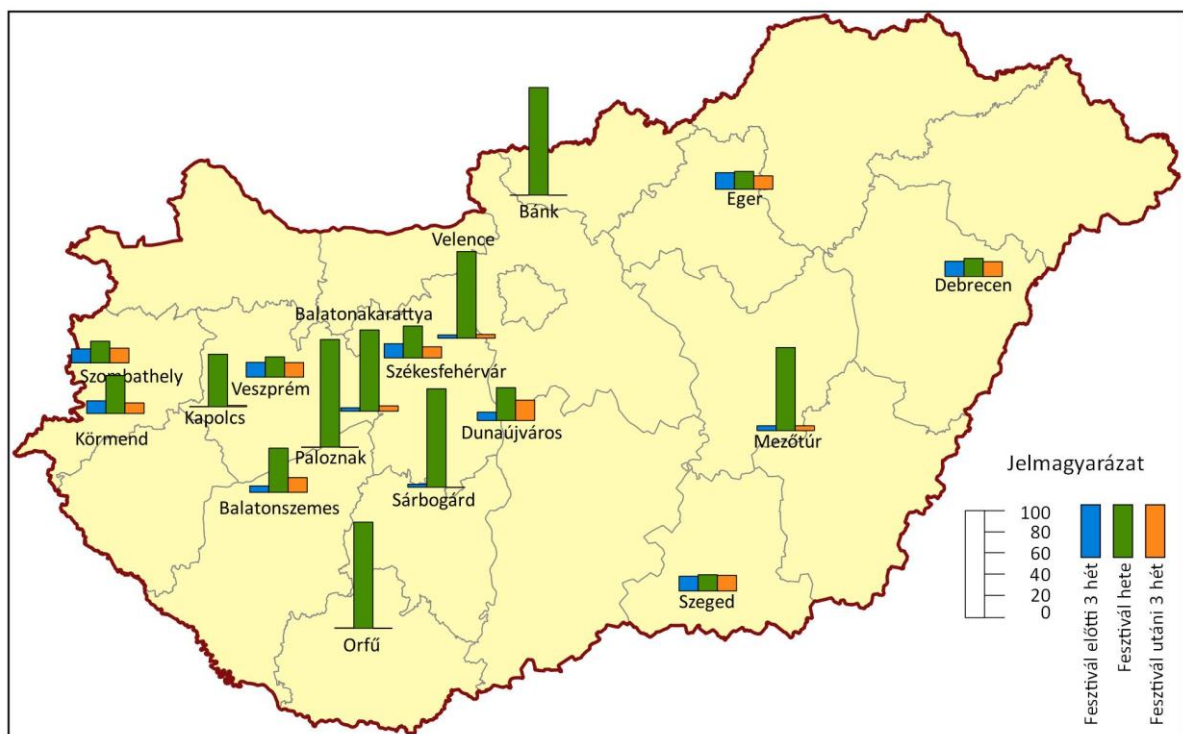 Bánk
Eger
Velence
Debrecen
Balatonakarattya
Szombathely
Veszprém
Székesfehérvár
Kapolcs
Körmend
Dunaújváros
Mezőtúr
Páloznak
Sárbogárd
Balatonszemes
Szeged
Orfű
Jelmagyarázat
100
80
60
40
20
0
Fesztivál előtti 3 hét
Fesztivál hete
Fesztivál utáni 3 hét